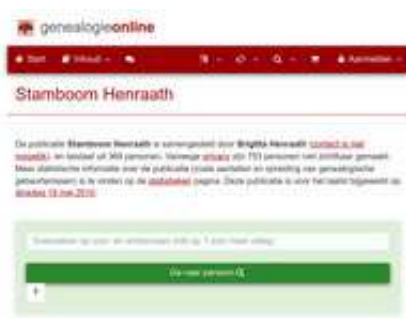 genealogieonline
Start Inhoud Aanmelden
Stamboom Henraath
De publicatie Stamboom Henraath is samengesteld door Brigitta Henraath (contact is niet
mogelijk), en bestaat uit personen. Vanwege privacy zijn personen niet zichtbaar gemaakt.
Meer statistische informatie over de publicatie (zoals aantallen en spreiding van genealogische
gebeurtenissen) is te vinden op de statistieken pagina. Deze publicatie is voor het laatst bijgewerkt op
mei
Ga naar persoon
+